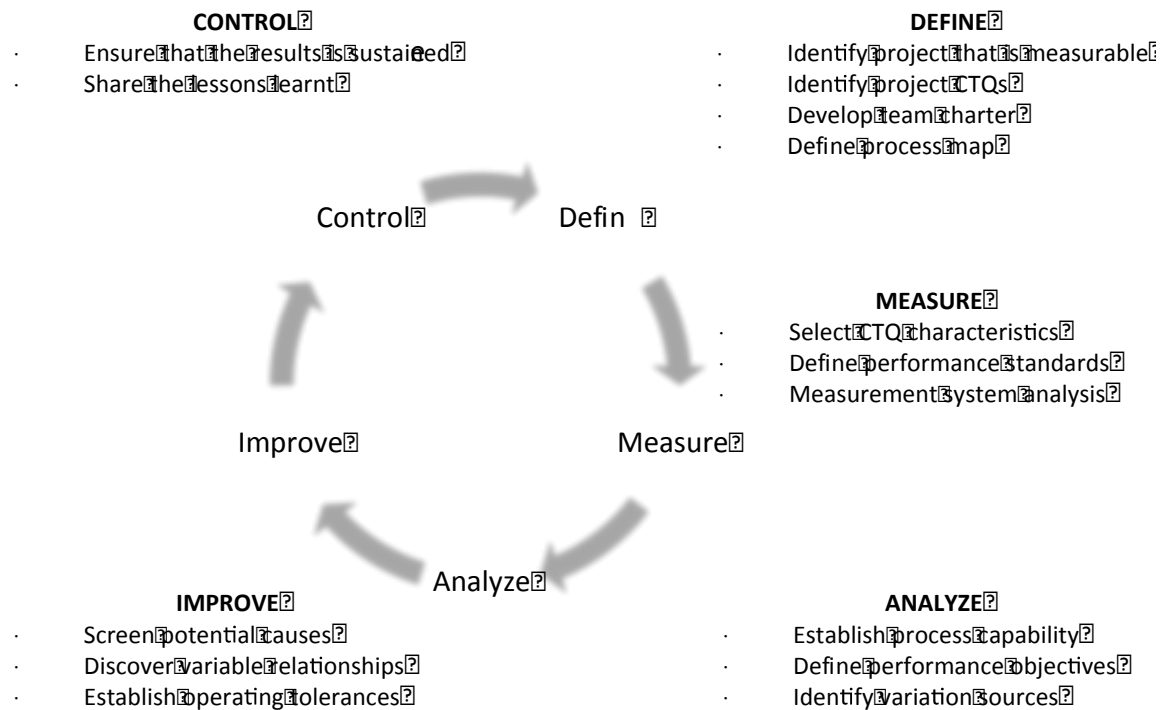 CONTROL
· Ensure that the results is sustained
· Share the lessons learnt
DEFINE
· Identify project that is measurable
· Identify project CTQs
· Develop team charter
· Define process map
Control
Defin
MEASURE
· Select CTQ characteristics
· Define performance standards
· Measurement system analysis
Improve
Measure
Analyze
IMPROVE
· Screen potential causes
· Discover variable relationships
· Establish operating tolerances
ANALYZE
· Establish process capability
· Define performance objectives
· Identify variation sources